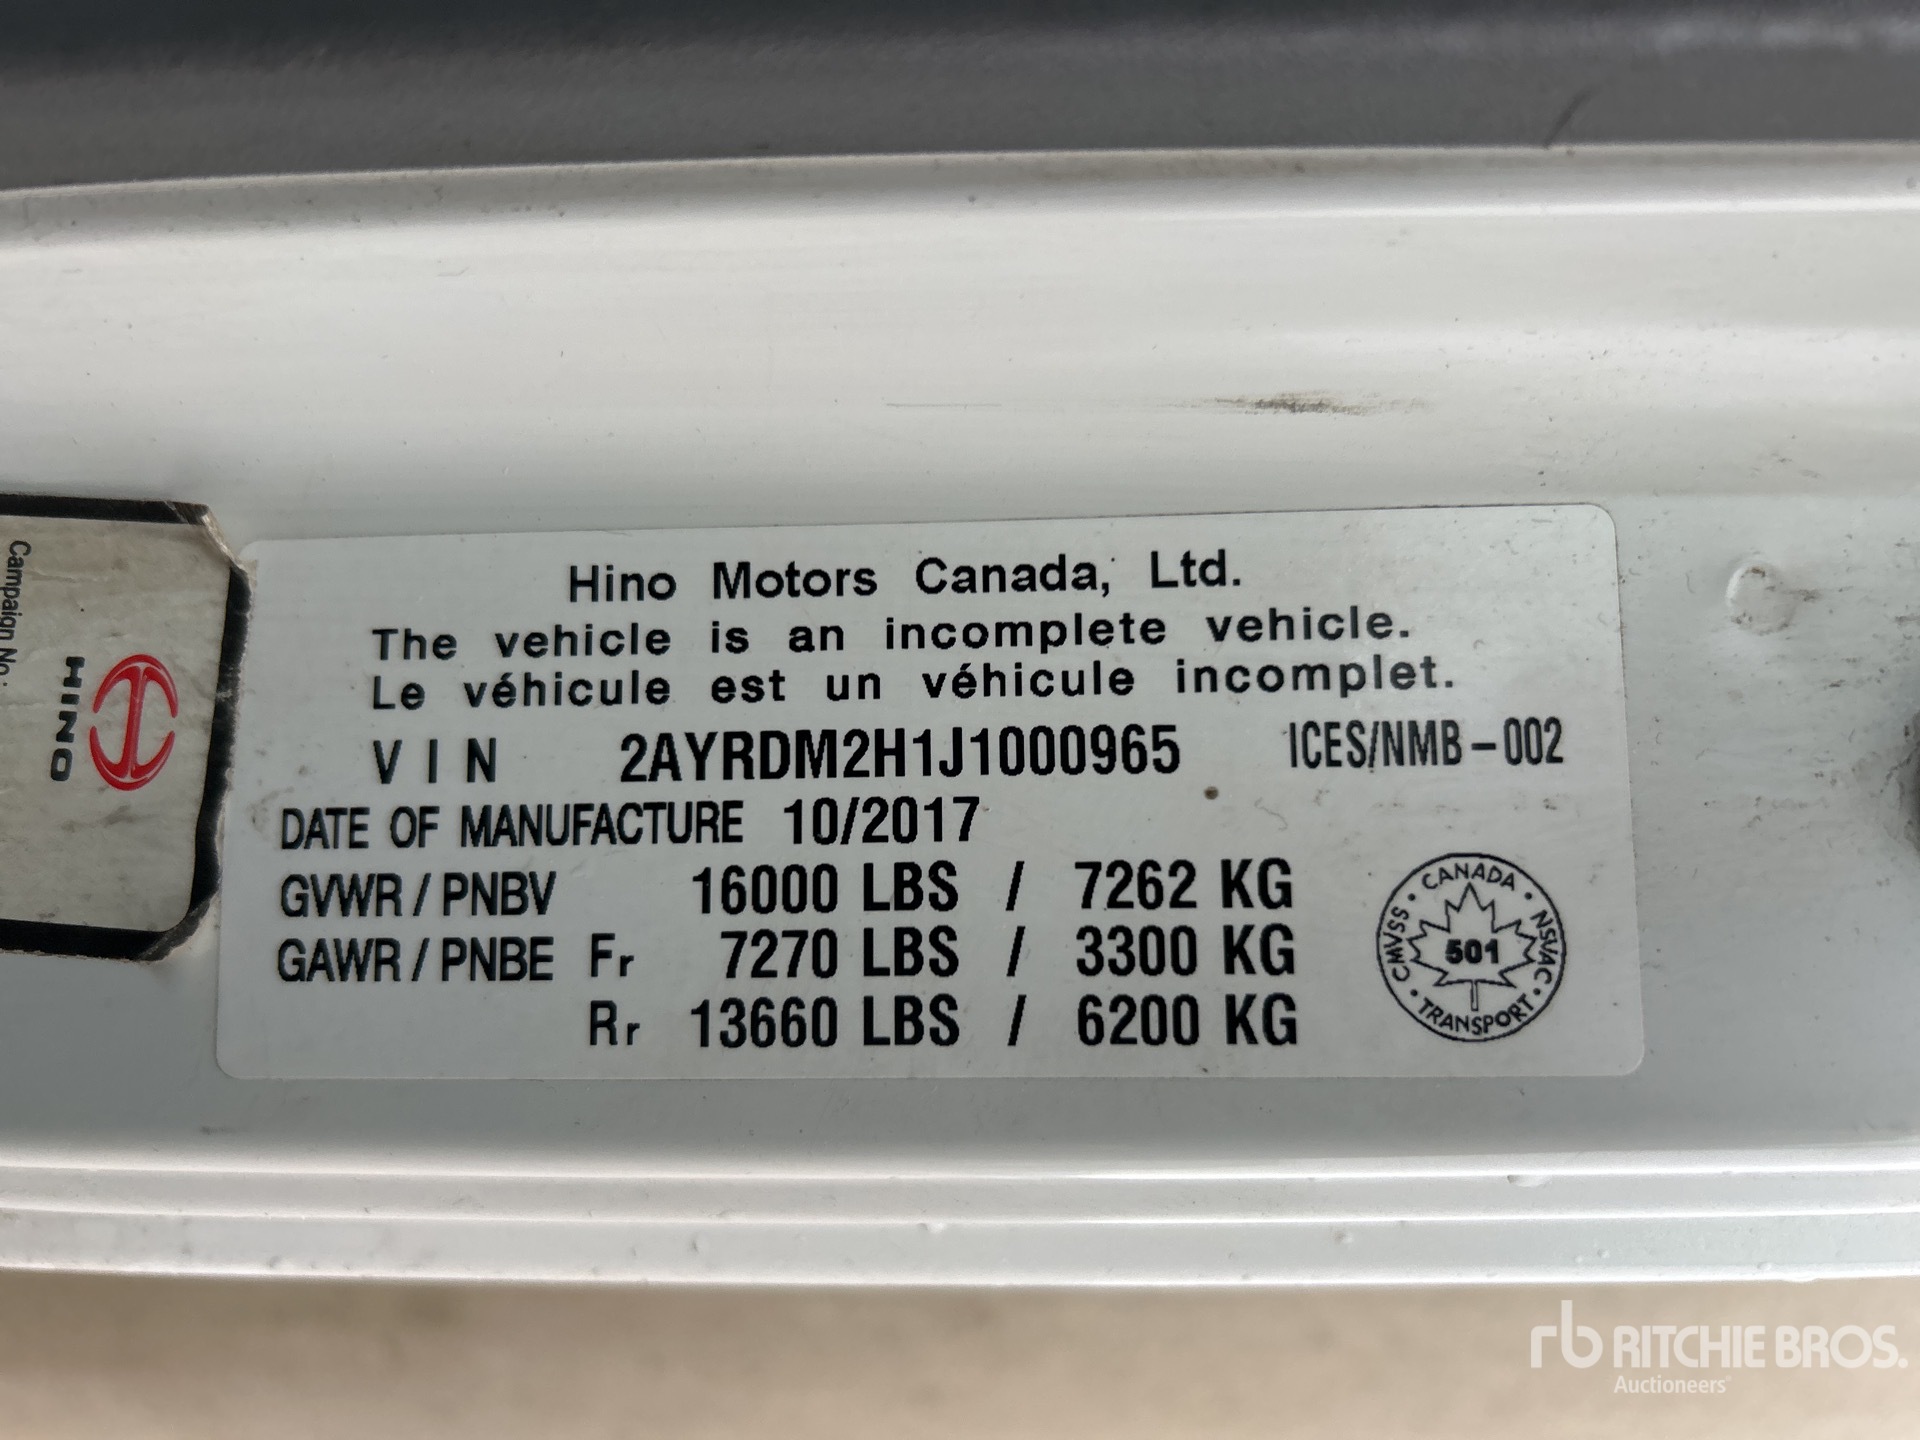 Campaign No.:
HINO
Hino Motors Canada, Ltd.
The vehicle is an incomplete vehicle.
Le véhicule est un véhicule incomplet.
VIN 2AYRDM2H1J1000965 ICES/NMB-002
DATE OF MANUFACTURE 10/2017
GVWR / PNBV 16000 LBS / 7262 KG
GAWR / PNBE Fr 7270 LBS / 3300 KG
Rr 13660 LBS / 6200 KG
CANADA · NSVAC · TRANSPORT · CMVSS ·
501
rb RITCHIE BROS.
Auctioneers